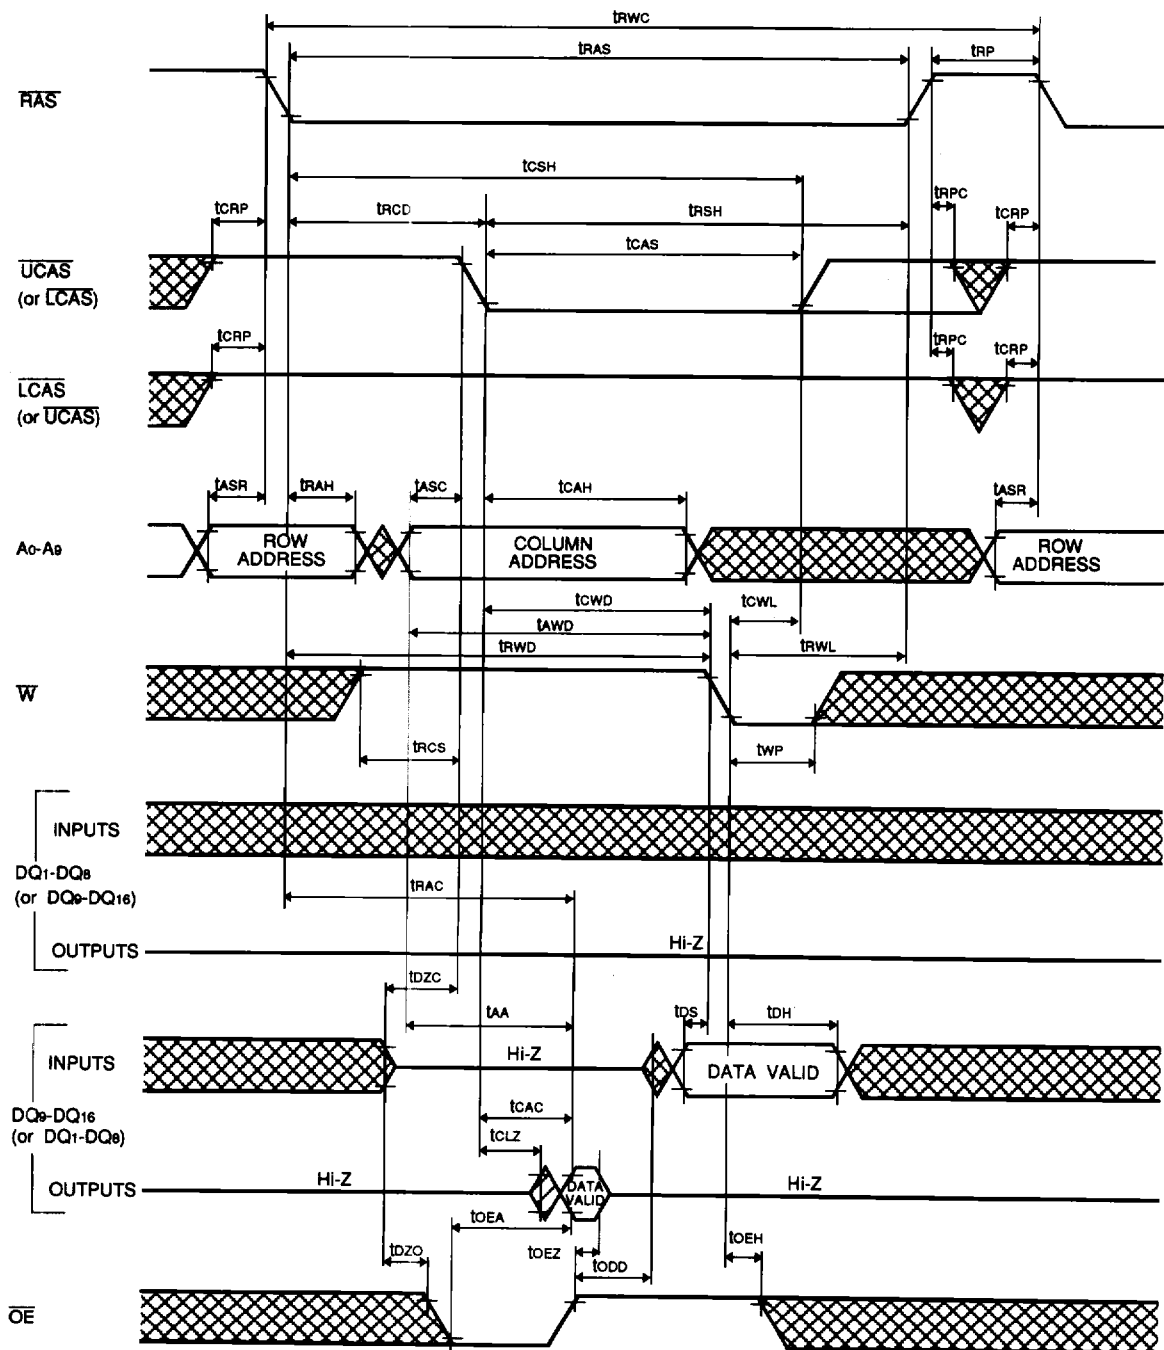 tRWC
tRAS
tRP
RAS
tCSH
tCRP
tRCD
tRSH
tRPC
tCRP
tCAS
UCAS
(or LCAS)
tCRP
tRPC
tCRP
LCAS
(or UCAS)
tASR
tRAH
tASC
tCAH
tASR
A0-A9
ROW
ADDRESS
COLUMN
ADDRESS
ROW
ADDRESS
tCWD
tCWL
tAWD
tRWD
tRWL
W
tRCS
tWP
INPUTS
DQ1-DQ8
(or DQ9-DQ16)
tRAC
OUTPUTS
Hi-Z
tDZC
tAA
tDS
tDH
INPUTS
Hi-Z
DATA VALID
DQ9-DQ16
(or DQ1-DQ8)
tCAC
tCLZ
OUTPUTS
Hi-Z
DATA
VALID
Hi-Z
tOEA
tDZO
tOEZ
tODD
tOEH
OE